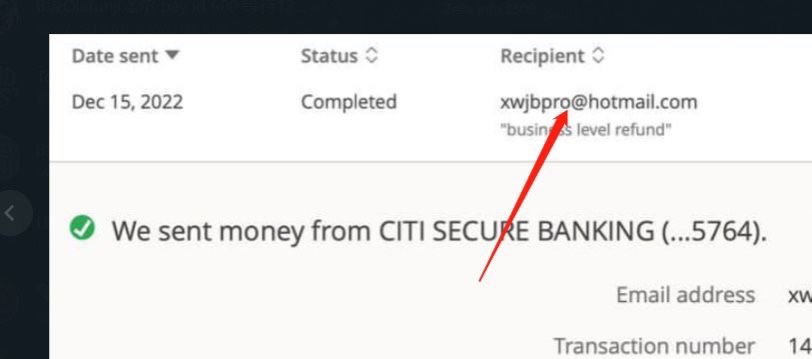 Date sent Status Recipient
Dec 15, 2022 Completed xwjbpro@hotmail.com
"business level refund"
We sent money from CITI SECURE BANKING (...5764).
Email address xw
Transaction number 14